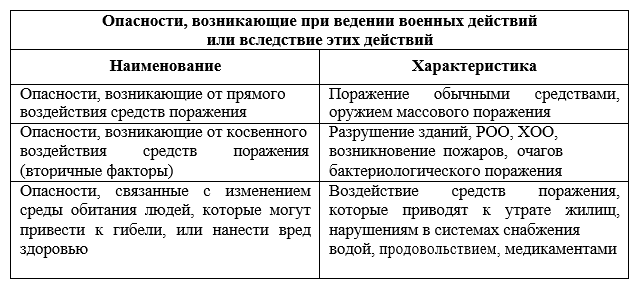 Опасности, возникающие при ведении военных действий
или вследствие этих действий
Наименование
Характеристика
Опасности, возникающие от прямого
воздействия средств поражения
Поражение обычными средствами,
оружием массового поражения
Опасности, возникающие от косвенного
воздействия средств поражения
(вторичные факторы)
Разрушение зданий, РОО, ХОО,
возникновение пожаров, очагов
бактериологического поражения
Опасности, связанные с изменением
среды обитания людей, которые могут
привести к гибели, или нанести вред
здоровью
Воздействие средств поражения,
которые приводят к утрате жилищ,
нарушениям в системах снабжения
водой, продовольствием, медикаментами